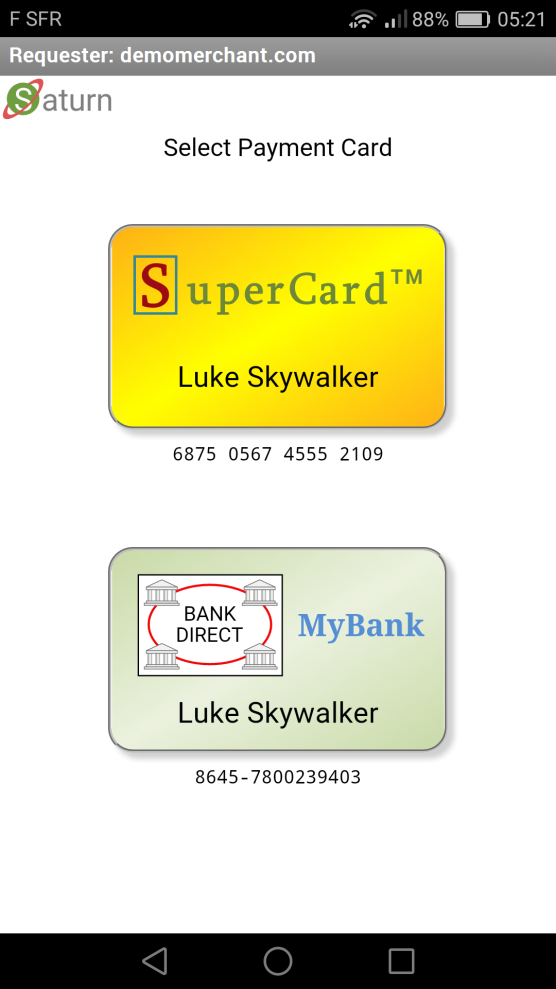 F SFR 88% 05:21
Requester: demomerchant.com
Saturn
Select Payment Card
SuperCard™
Luke Skywalker
6875 0567 4555 2109
BANK
DIRECT
MyBank
Luke Skywalker
8645-7800239403